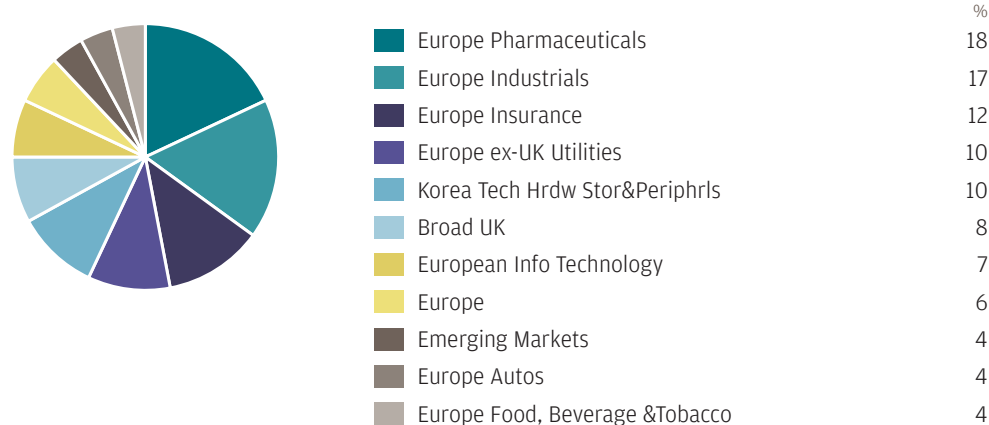 %
Europe Pharmaceuticals 18
Europe Industrials 17
Europe Insurance 12
Europe ex-UK Utilities 10
Korea Tech Hrdw Stor&Periphrls 10
Broad UK 8
European Info Technology 7
Europe 6
Emerging Markets 4
Europe Autos 4
Europe Food, Beverage &Tobacco 4